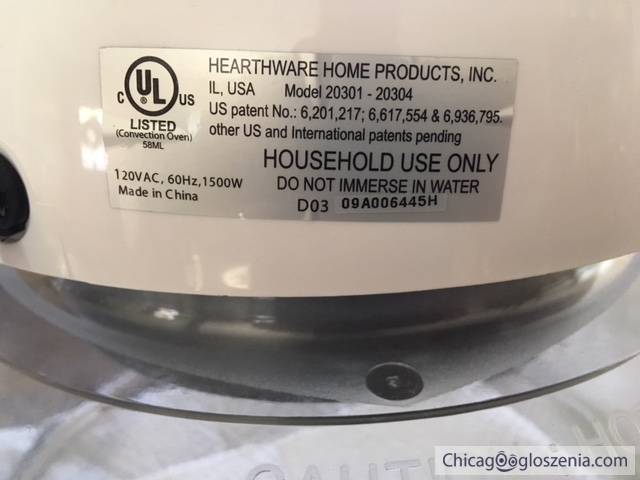 HEARTHWARE HOME PRODUCTS, INC.
IL, USA Model 20301 - 20304
US patent No.: 6,201,217; 6,617,554 & 6,936,795.
other US and International patents pending
C UL US
®
LISTED
(Convection Oven)
58ML
HOUSEHOLD USE ONLY
120VAC, 60Hz,1500W
DO NOT IMMERSE IN WATER
Made in China
D03 09A006445H
CAUTION HO
Chicagoogloszenia.com